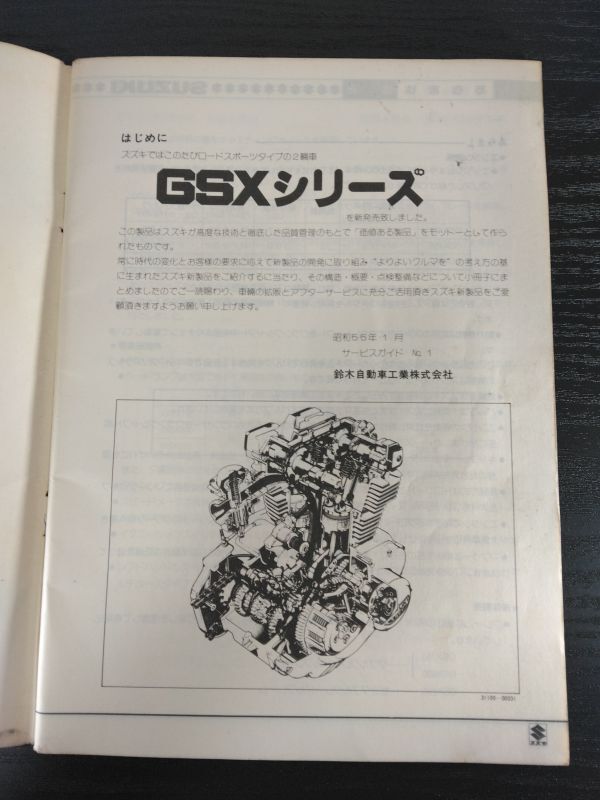 はじめに
スズキではこのたびロードスポーツタイプの2輌車
GSXシリーズ
を新発売致しました。
この製品はスズキが高度な技術と徹底した品質管理のもとで「価値ある製品」をモットーとして作ら
れたものです。
常に時代の変化とお客様の要求に応えて新製品の開発に取り組み“よりよいクルマを”の考え方の基
に生まれたスズキ新製品をご紹介するに当たり、その構造・概要・点検整備などについて小冊子にま
とめましたのでご一読賜わり、車輌の拡販とアフターサービスに充分ご活用頂きスズキ新製品をご愛
顧頂きますようお願い申し上げます。
昭和55年1月
サービスガイド No.1
鈴木自動車工業株式会社
スズキ